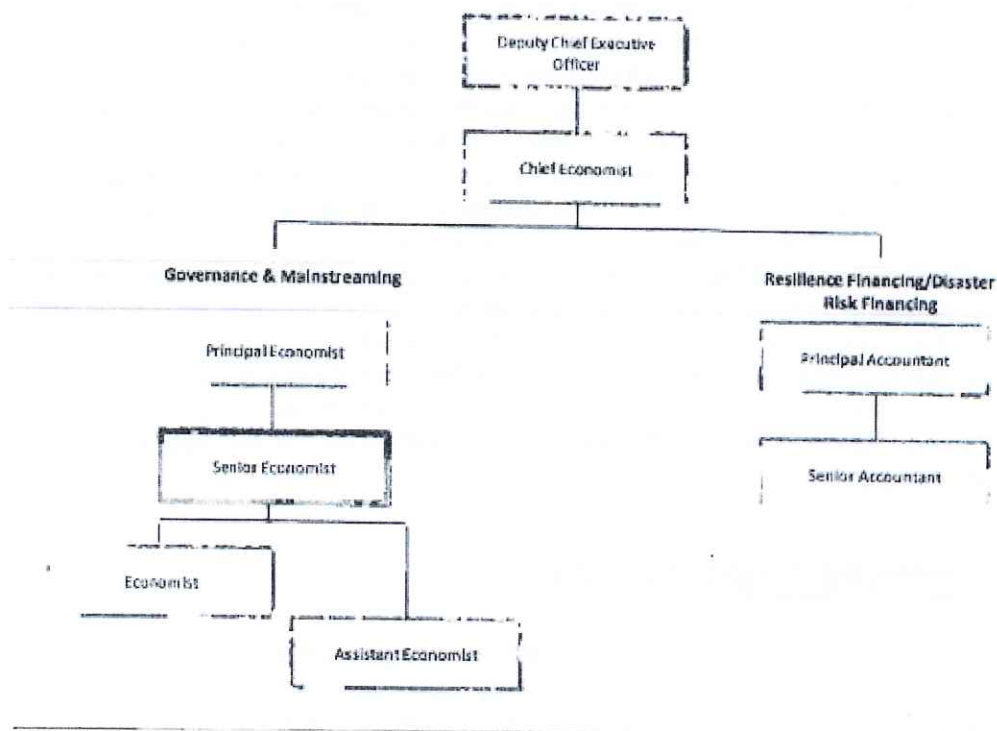 Deputy Chief Executive
Officer
Chief Economist
Governance & Mainstreaming
Resilience Financing/Disaster
Risk Financing
Principal Economist
Principal Accountant
Senior Economist
Senior Accountant
Economist
Assistant Economist